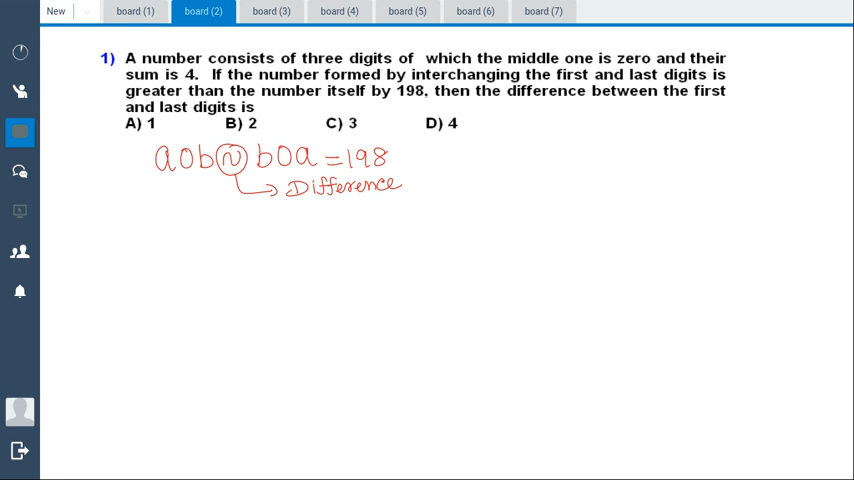 New board (1) board (2) board (3) board (4) board (5) board (6) board (7)
1) A number consists of three digits of which the middle one is zero and their
sum is 4. If the number formed by interchanging the first and last digits is
greater than the number itself by 198, then the difference between the first
and last digits is
A) 1 B) 2 C) 3 D) 4
a0b ~ b0a = 198
Difference